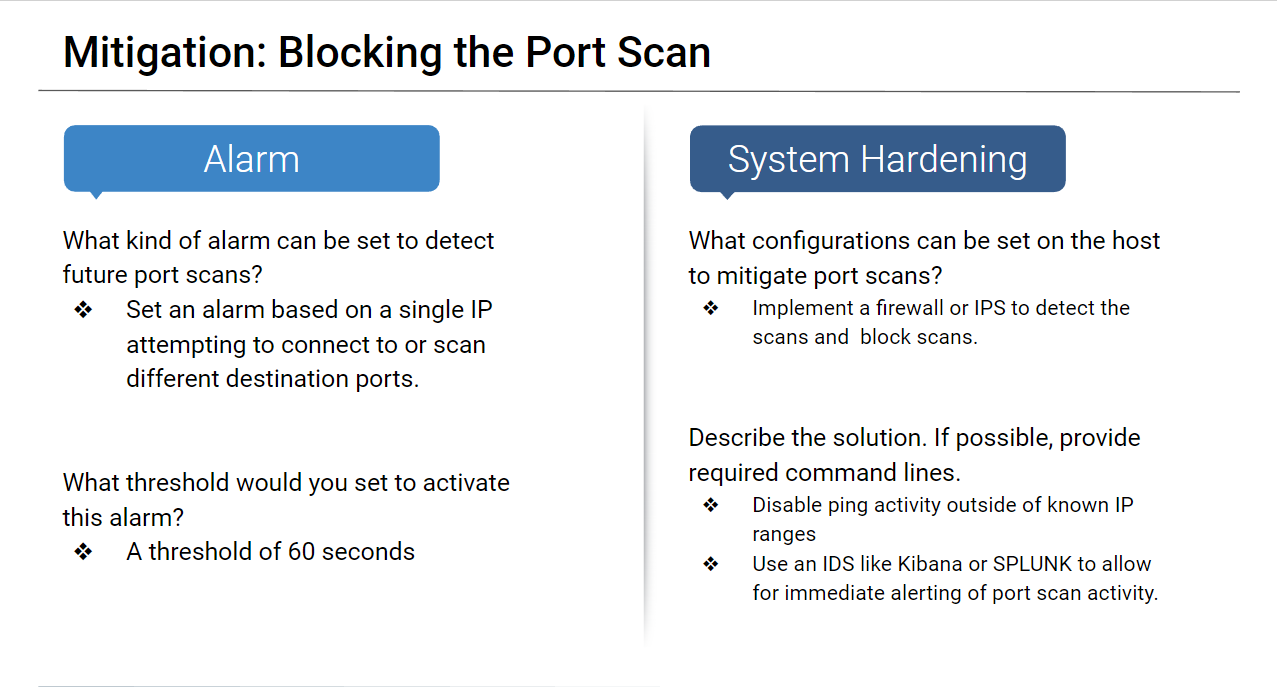 Mitigation: Blocking the Port Scan
Alarm
What kind of alarm can be set to detect
future port scans?
❖ Set an alarm based on a single IP
attempting to connect to or scan
different destination ports.
What threshold would you set to activate
this alarm?
❖ A threshold of 60 seconds
System Hardening
What configurations can be set on the host
to mitigate port scans?
❖ Implement a firewall or IPS to detect the
scans and  block scans.
Describe the solution. If possible, provide
required command lines.
❖ Disable ping activity outside of known IP
ranges
❖ Use an IDS like Kibana or SPLUNK to allow
for immediate alerting of port scan activity.